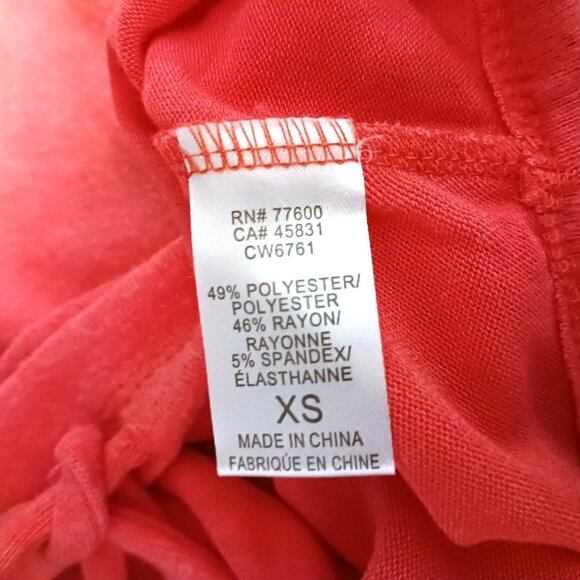 RN# 77600
CA# 45831
CW6761
49% POLYESTER/
POLYESTER
46% RAYON/
RAYONNE
5% SPANDEX/
ÉLASTHANNE
XS
MADE IN CHINA
FABRIQÚE EN CHINE